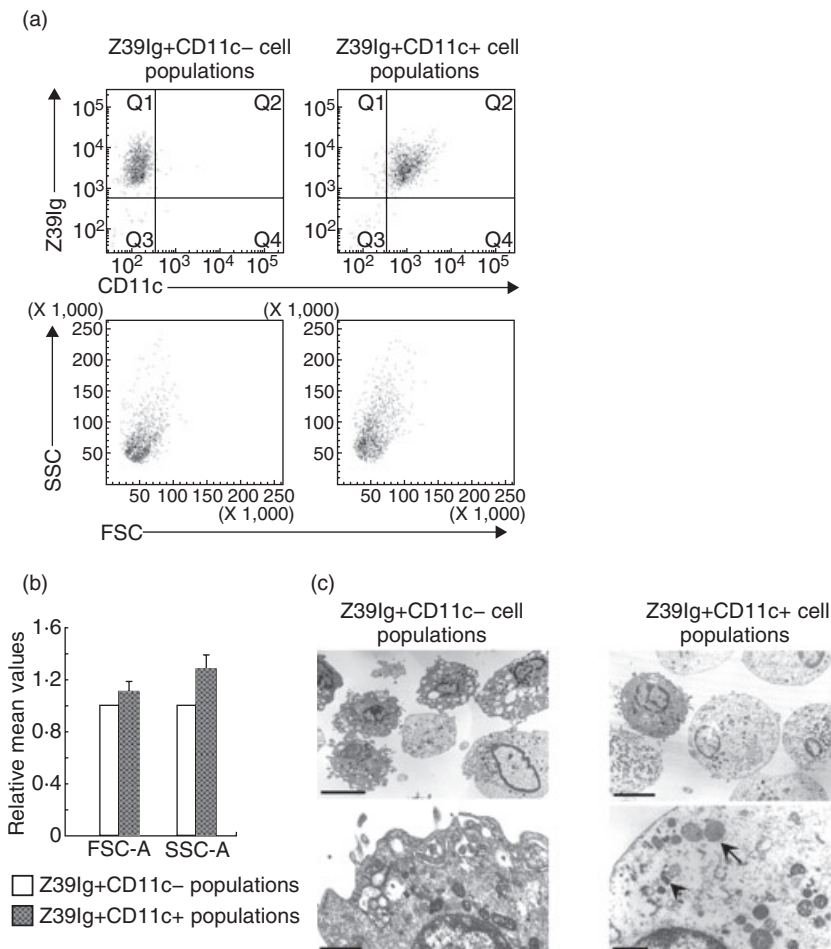 (a)
Z39Ig+CD11c– cell
populations
Z39Ig+CD11c+ cell
populations
Z39Ig
10⁵
10⁴
10³
10²
Q1
Q2
Q3
Q4
10² 10³ 10⁴ 10⁵
10⁵
10⁴
10³
10²
Q1
Q2
Q3
Q4
10² 10³ 10⁴ 10⁵
CD11c
(X 1,000)
SSC
250
200
150
100
50
50 100 150 200 250
(X 1,000)
(X 1,000)
250
200
150
100
50
50 100 150 200 250
(X 1,000)
FSC
(b)
Relative mean values
1·6
1·2
0·8
0·4
0
FSC-A SSC-A
Z39Ig+CD11c– populations
Z39Ig+CD11c+ populations
(c)
Z39Ig+CD11c– cell
populations
Z39Ig+CD11c+ cell
populations